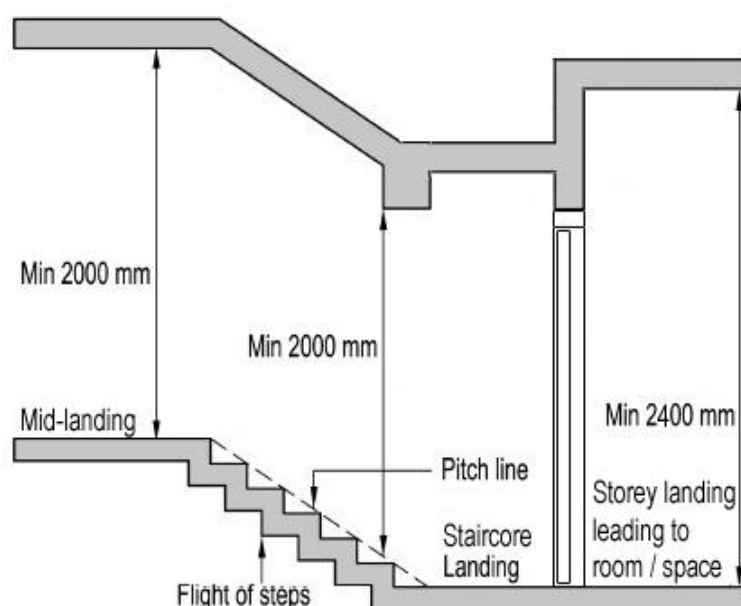 Min 2000 mm
Min 2000 mm
Min 2400 mm
Mid-landing
Pitch line
Staircore
Landing
Storey landing
leading to
room / space
Flight of steps